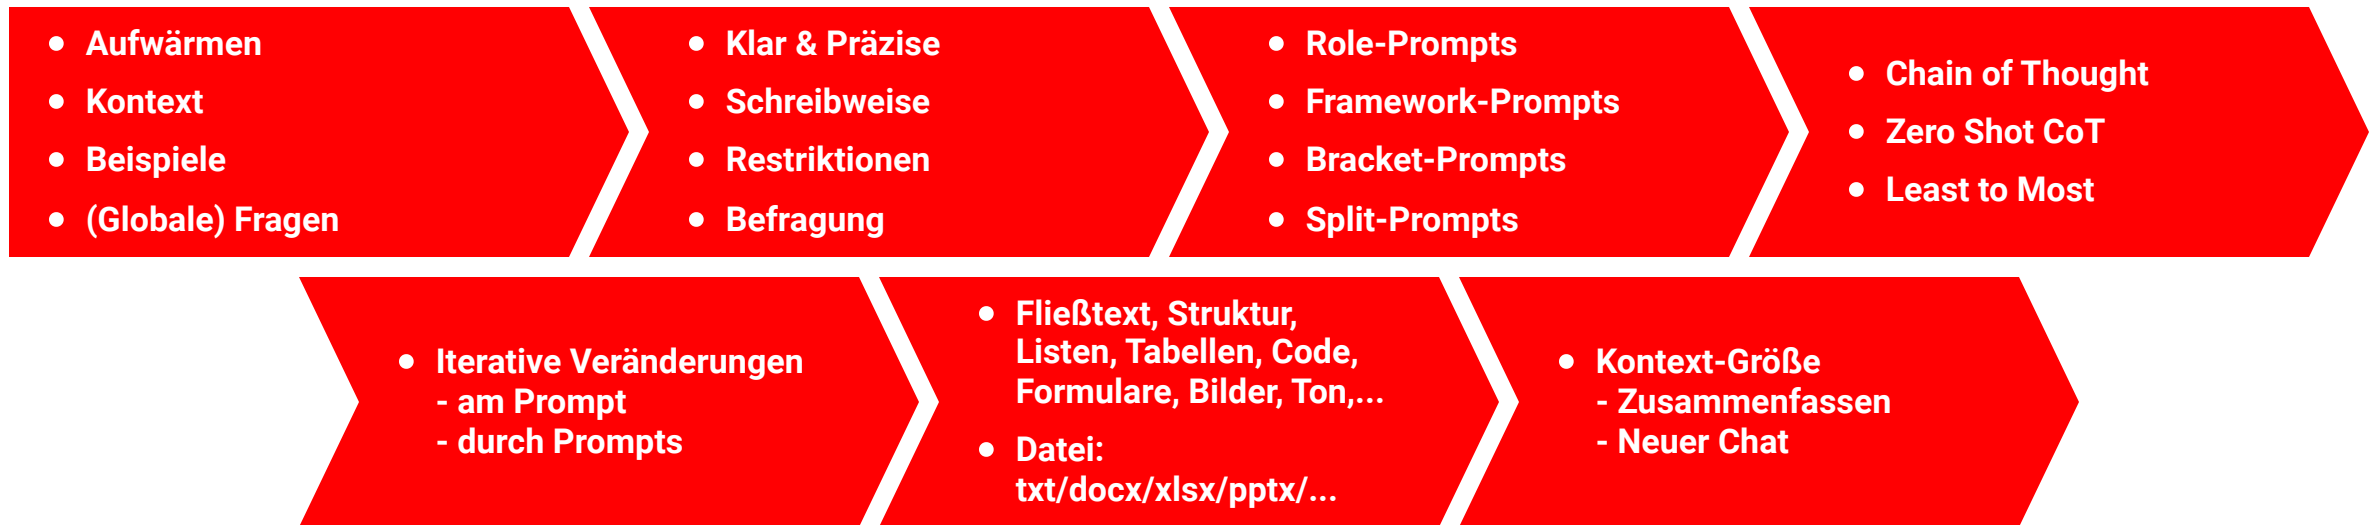 • Aufwärmen
• Kontext
• Beispiele
• (Globale) Fragen
• Klar & Präzise
• Schreibweise
• Restriktionen
• Befragung
• Role-Prompts
• Framework-Prompts
• Bracket-Prompts
• Split-Prompts
• Chain of Thought
• Zero Shot CoT
• Least to Most
• Iterative Veränderungen
- am Prompt
- durch Prompts
• Fließtext, Struktur,
Listen, Tabellen, Code,
Formulare, Bilder, Ton,...
• Datei:
txt/docx/xlsx/pptx/...
• Kontext-Größe
- Zusammenfassen
- Neuer Chat